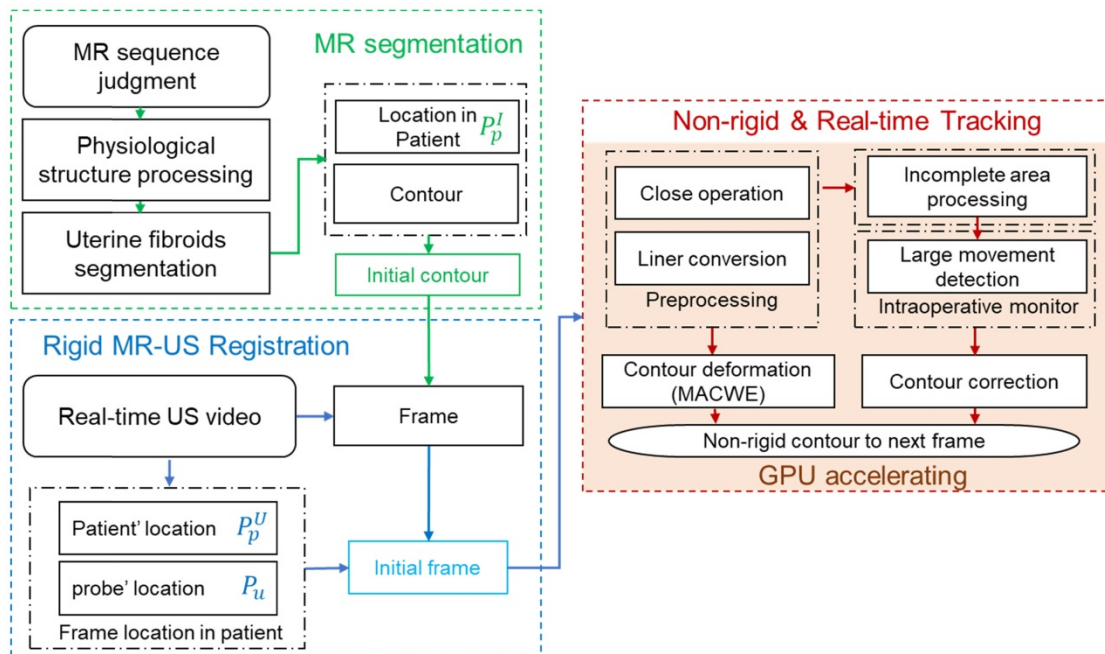 MR segmentation
MR sequence
judgment
Physiological
structure processing
Uterine fibroids
segmentation
Location in
Patient P_p^I
Contour
Initial contour
Rigid MR-US Registration
Real-time US video
Frame
Patient' location P_p^U
probe' location P_u
Frame location in patient
Initial frame
Non-rigid & Real-time Tracking
Close operation
Liner conversion
Preprocessing
Incomplete area
processing
Large movement
detection
Intraoperative monitor
Contour deformation
(MACWE)
Contour correction
Non-rigid contour to next frame
GPU accelerating